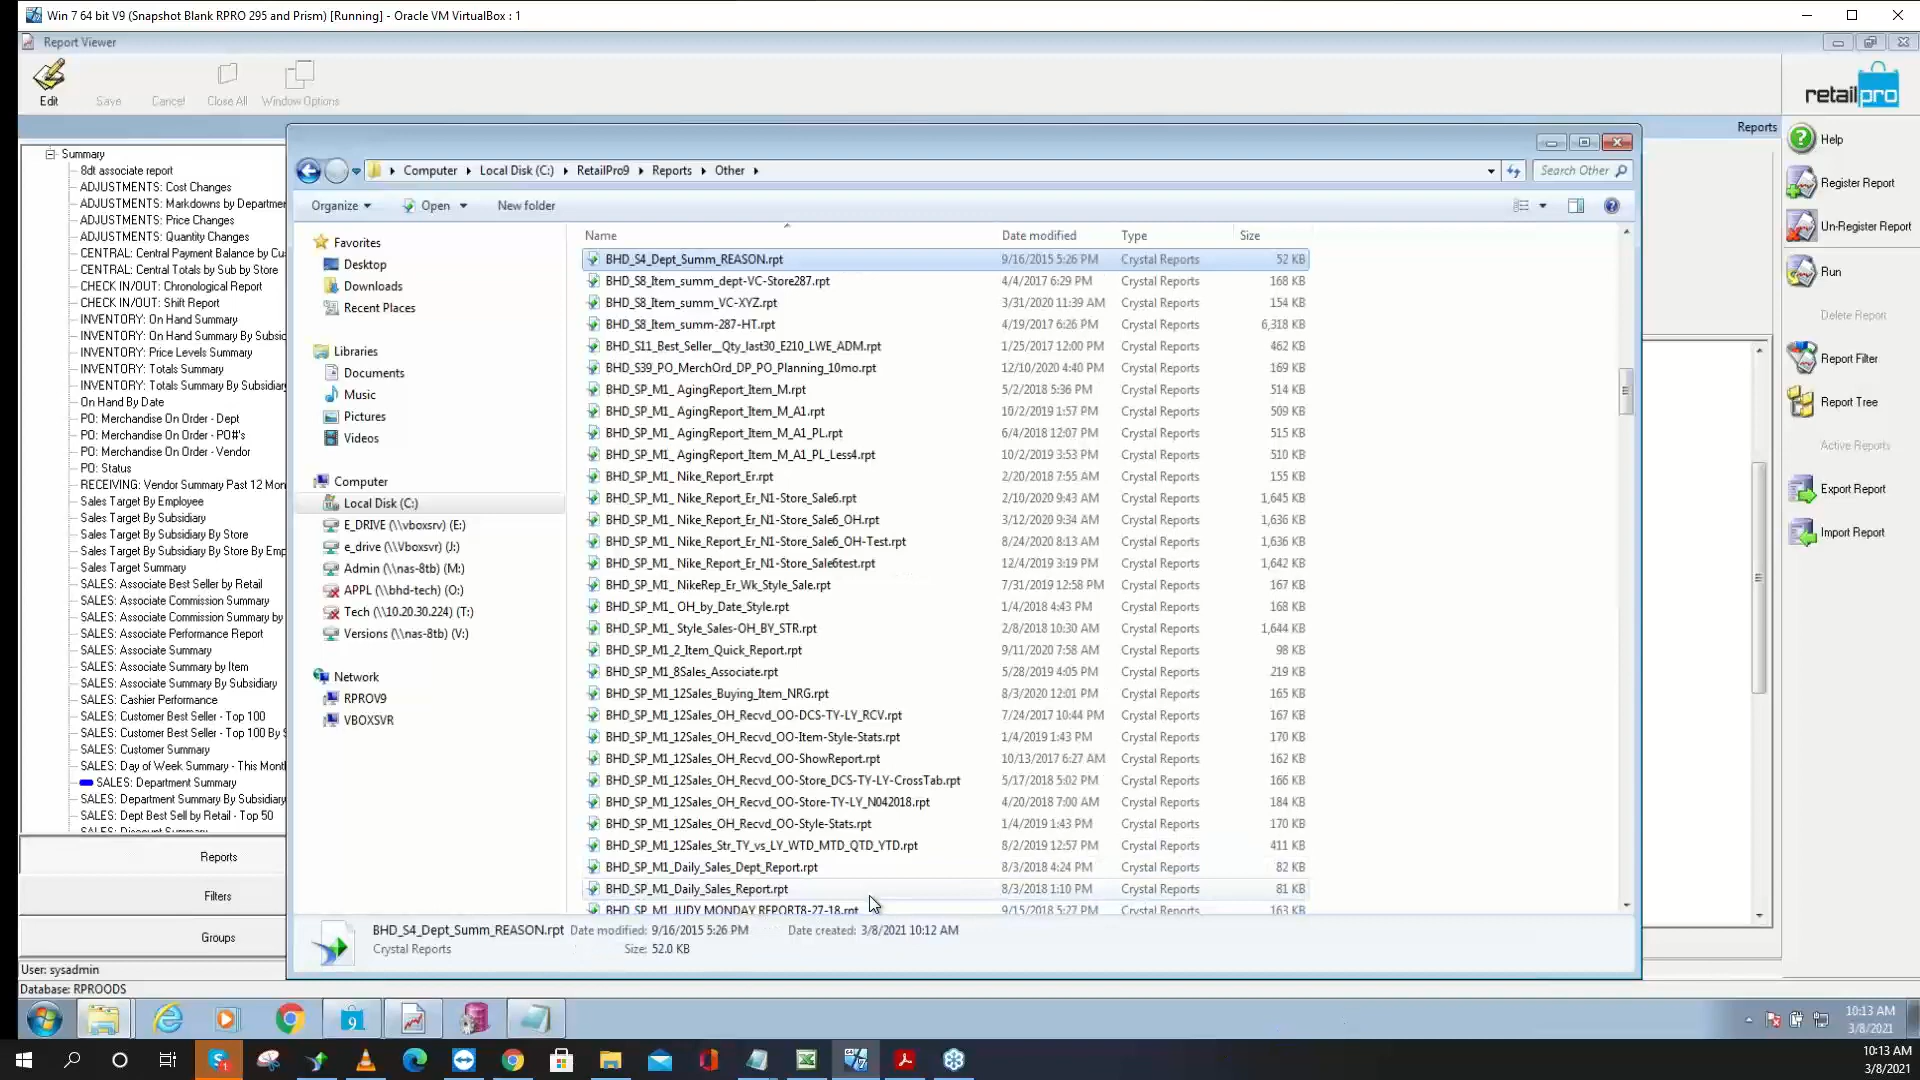 Win 7 64 bit V9 (Snapshot Blank RPRO 295 and Prism) [Running] - Oracle VM VirtualBox : 1
Report Viewer
Edit
Save
Cancel
Close All
Window Options
retailpro
Reports
Summary
8dt associate report
ADJUSTMENTS: Cost Changes
ADJUSTMENTS: Markdowns by Departmen
ADJUSTMENTS: Price Changes
ADJUSTMENTS: Quantity Changes
CENTRAL: Central Payment Balance by Cu
CENTRAL: Central Totals by Sub by Store
CHECK IN/OUT: Chronological Report
CHECK IN/OUT: Shift Report
INVENTORY: On Hand Summary
INVENTORY: On Hand Summary By Subsic
INVENTORY: Price Levels Summary
INVENTORY: Totals Summary
INVENTORY: Totals Summary By Subsidiary
On Hand By Date
PO: Merchandise On Order - Dept
PO: Merchandise On Order - PO#'s
PO: Merchandise On Order - Vendor
PO: Status
RECEIVING: Vendor Summary Past 12 Mon
Sales Target By Employee
Sales Target By Subsidiary
Sales Target By Subsidiary By Store
Sales Target By Subsidiary By Store By Emp
Sales Target Summary
SALES: Associate Best Seller by Retail
SALES: Associate Commission Summary
SALES: Associate Commission Summary by
SALES: Associate Performance Report
SALES: Associate Summary
SALES: Associate Summary by Item
SALES: Associate Summary By Subsidiary
SALES: Cashier Performance
SALES: Customer Best Seller - Top 100
SALES: Customer Best Seller - Top 100 By S
SALES: Customer Summary
SALES: Day of Week Summary - This Month
SALES: Department Summary
SALES: Department Summary By Subsidiary
SALES: Dept Best Sell by Retail - Top 50
SALES: Discount Summary
Reports
Filters
Groups
User: sysadmin
Database: RPROODS
Computer Local Disk (C:) RetailPro9 Reports Other
Search Other
Organize
Open
New folder
Favorites
Desktop
Downloads
Recent Places
Libraries
Documents
Music
Pictures
Videos
Computer
Local Disk (C:)
E_DRIVE (\\vboxsrv) (E:)
e_drive (\\Vboxsvr) (J:)
Admin (\\nas-8tb) (M:)
APPL (\\bhd-tech) (O:)
Tech (\\10.20.30.224) (T:)
Versions (\\nas-8tb) (V:)
Network
RPROV9
VBOXSVR
Name Date modified Type Size
BHD_S4_Dept_Summ_REASON.rpt 9/16/2015 5:26 PM Crystal Reports 52 KB
BHD_S8_Item_summ_dept-VC-Store287.rpt 4/4/2017 6:29 PM Crystal Reports 168 KB
BHD_S8_Item_summ_VC-XYZ.rpt 3/31/2020 11:39 AM Crystal Reports 154 KB
BHD_S8_Item_summ-287-HT.rpt 4/19/2017 6:26 PM Crystal Reports 6,318 KB
BHD_S11_Best_Seller__Qty_last30_E210_LWE_ADM.rpt 1/25/2017 12:00 PM Crystal Reports 462 KB
BHD_S39_PO_MerchOrd_DP_PO_Planning_10mo.rpt 12/10/2020 4:40 PM Crystal Reports 169 KB
BHD_SP_M1_ AgingReport_Item_M.rpt 5/2/2018 5:36 PM Crystal Reports 514 KB
BHD_SP_M1_ AgingReport_Item_M_A1.rpt 10/2/2019 1:57 PM Crystal Reports 509 KB
BHD_SP_M1_ AgingReport_Item_M_A1_PL.rpt 6/4/2018 12:07 PM Crystal Reports 515 KB
BHD_SP_M1_ AgingReport_Item_M_A1_PL_Less4.rpt 10/2/2019 3:53 PM Crystal Reports 510 KB
BHD_SP_M1_ Nike_Report_Er.rpt 2/20/2018 7:55 AM Crystal Reports 155 KB
BHD_SP_M1_ Nike_Report_Er_N1-Store_Sale6.rpt 2/19/2020 9:43 AM Crystal Reports 1,645 KB
BHD_SP_M1_ Nike_Report_Er_N1-Store_Sale6_OH.rpt 3/12/2020 9:34 AM Crystal Reports 1,636 KB
BHD_SP_M1_ Nike_Report_Er_N1-Store_Sale6_OH-Test.rpt 8/24/2020 8:13 AM Crystal Reports 1,636 KB
BHD_SP_M1_ Nike_Report_Er_N1-Store_Sale6test.rpt 12/4/2019 3:19 PM Crystal Reports 1,642 KB
BHD_SP_M1_ NikeRep_Er_Wk_Style_Sale.rpt 7/31/2019 12:58 PM Crystal Reports 167 KB
BHD_SP_M1_ OH_by_Date_Style.rpt 1/4/2018 4:43 PM Crystal Reports 168 KB
BHD_SP_M1_ Style_Sales-OH_BY_STR.rpt 2/8/2018 10:30 AM Crystal Reports 1,644 KB
BHD_SP_M1_2_Item_Quick_Report.rpt 9/11/2020 7:58 AM Crystal Reports 98 KB
BHD_SP_M1_8Sales_Associate.rpt 5/28/2019 4:05 PM Crystal Reports 219 KB
BHD_SP_M1_12Sales_Buying_Item_NRG.rpt 8/3/2020 12:01 PM Crystal Reports 165 KB
BHD_SP_M1_12Sales_OH_Recvd_OO-DCS-TY-LY_RCV.rpt 7/24/2017 10:44 PM Crystal Reports 167 KB
BHD_SP_M1_12Sales_OH_Recvd_OO-Item-Style-Stats.rpt 1/4/2019 1:43 PM Crystal Reports 170 KB
BHD_SP_M1_12Sales_OH_Recvd_OO-ShowReport.rpt 10/13/2017 6:27 AM Crystal Reports 162 KB
BHD_SP_M1_12Sales_OH_Recvd_OO-Store_DCS-TY-LY-CrossTab.rpt 5/17/2018 5:02 PM Crystal Reports 166 KB
BHD_SP_M1_12Sales_OH_Recvd_OO-Store-TY-LY_N042018.rpt 4/20/2018 7:00 AM Crystal Reports 184 KB
BHD_SP_M1_12Sales_OH_Recvd_OO-Style-Stats.rpt 1/4/2019 1:43 PM Crystal Reports 170 KB
BHD_SP_M1_12Sales_Str_TY_vs_LY_WTD_MTD_QTD_YTD.rpt 8/2/2019 12:57 PM Crystal Reports 411 KB
BHD_SP_M1_Daily_Sales_Dept_Report.rpt 8/3/2018 4:24 PM Crystal Reports 82 KB
BHD_SP_M1_Daily_Sales_Report.rpt 8/3/2018 1:10 PM Crystal Reports 81 KB
BHD_SP_M1_JUDY MONDAY REPORT8-27-18.rpt 9/15/2018 5:27 PM Crystal Reports 163 KB
BHD_S4_Dept_Summ_REASON.rpt Date modified: 9/16/2015 5:26 PM Date created: 3/8/2021 10:12 AM
Crystal Reports Size: 52.0 KB
Help
Register Report
Un-Register Report
Run
Delete Report
Report Filter
Report Tree
Active Reports
Export Report
Import Report
10:13 AM
3/8/2021
10:13 AM
3/8/2021